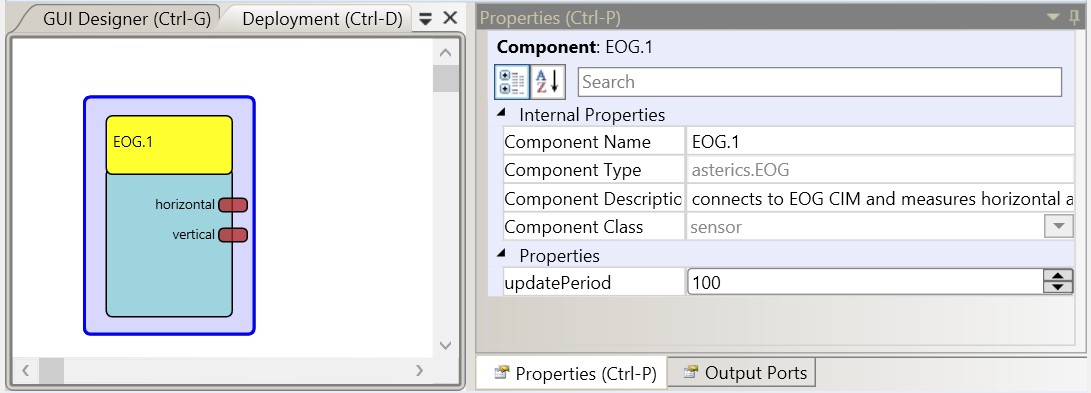 GUI Designer (Ctrl-G)
Deployment (Ctrl-D)
EOG.1
horizontal
vertical
Properties (Ctrl-P)
Component: EOG.1
A
Z
Search
Internal Properties
Component Name EOG.1
Component Type asterics.EOG
Component Descriptic connects to EOG CIM and measures horizontal a
Component Class sensor
Properties
updatePeriod 100
Properties (Ctrl-P)
Output Ports